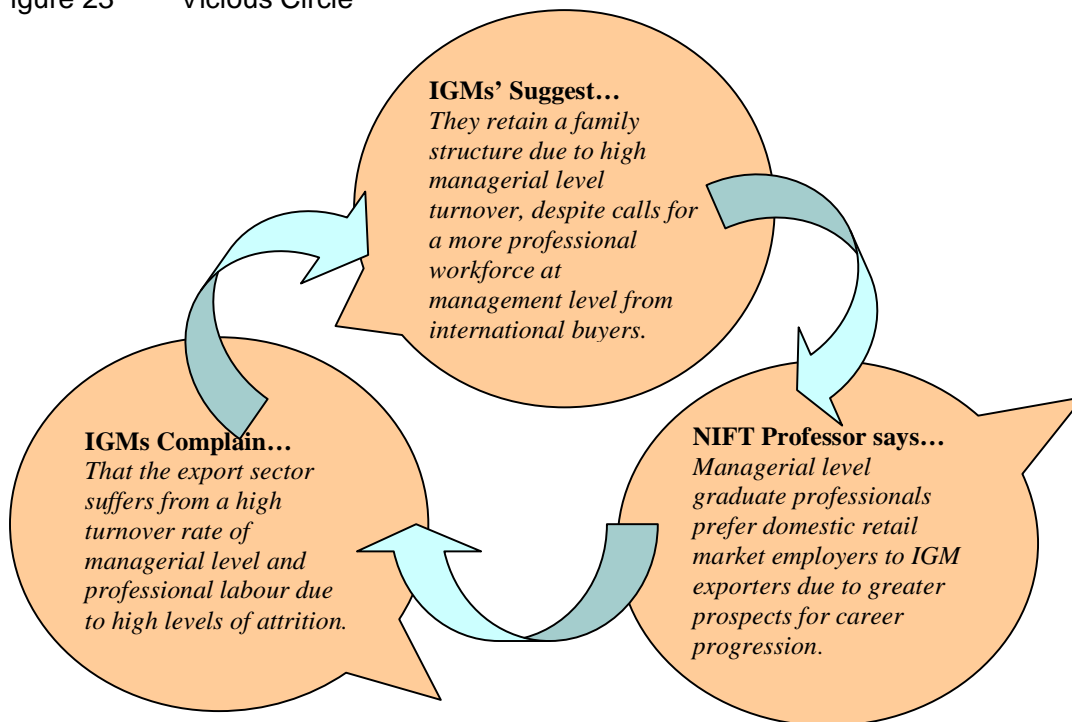 igure 23 Vicious Circle
IGMs’ Suggest…
They retain a family
structure due to high
managerial level
turnover, despite calls for
a more professional
workforce at
management level from
international buyers.
NIFT Professor says…
Managerial level
graduate professionals
prefer domestic retail
market employers to IGM
exporters due to greater
prospects for career
progression.
IGMs Complain…
That the export sector
suffers from a high
turnover rate of
managerial level and
professional labour due
to high levels of attrition.